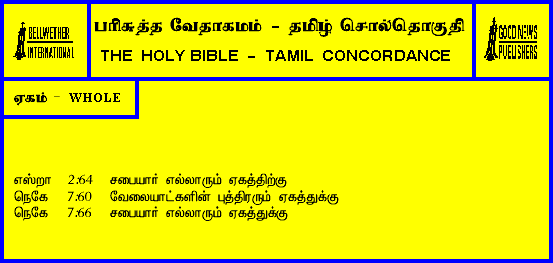 BELLWETHER
INTERNATIONAL
பரிசுத்த வேதாகமம் - தமிழ் சொல்தொகுதி
THE HOLY BIBLE - TAMIL CONCORDANCE
GOOD NEWS
PUBLISHERS
ஏகம் - WHOLE
எஸ்றா 2:64 சபையார் எல்லாரும் ஏகத்திற்கு
நெகே 7:60 வேலையாட்களின் புத்திரரும் ஏகத்துக்கு
நெகே 7:66 சபையார் எல்லாரும் ஏகத்துக்கு